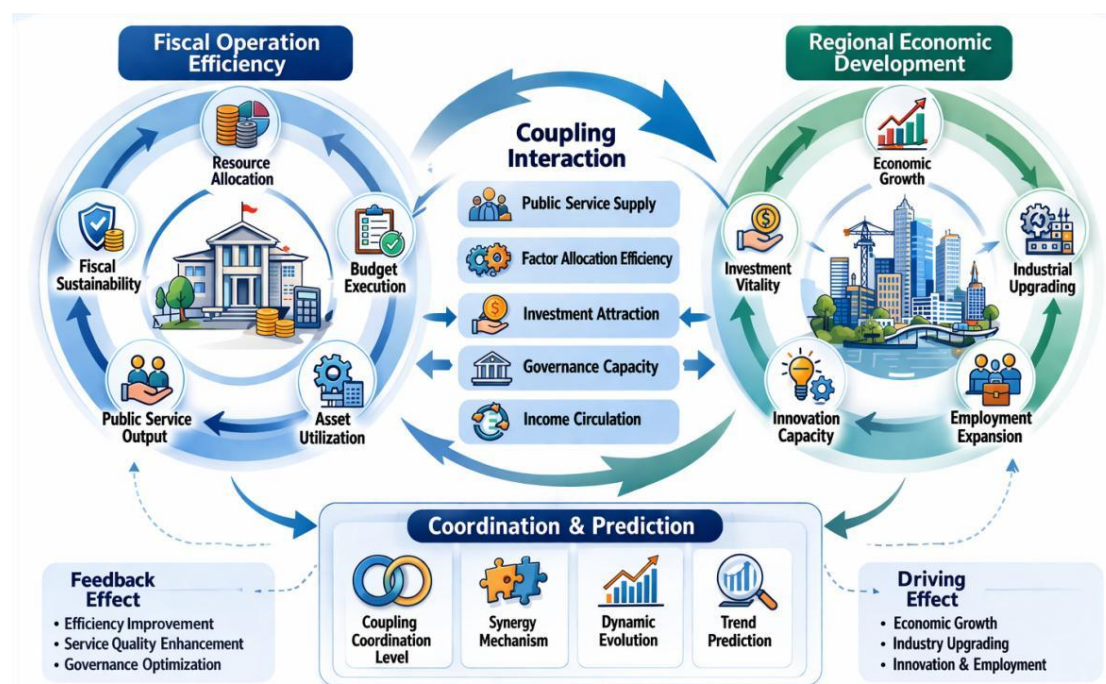 Fiscal Operation
Efficiency
Resource
Allocation
Fiscal
Sustainability
Budget
Execution
Public Service
Output
Asset
Utilization
Coupling
Interaction
Public Service Supply
Factor Allocation Efficiency
Investment Attraction
Governance Capacity
Income Circulation
Regional Economic
Development
Economic
Growth
Investment
Vitality
Industrial
Upgrading
Innovation
Capacity
Employment
Expansion
Coordination & Prediction
Coupling
Coordination
Level
Synergy
Mechanism
Dynamic
Evolution
Trend
Prediction
Feedback
Effect
• Efficiency Improvement
• Service Quality Enhancement
• Governance Optimization
Driving
Effect
• Economic Growth
• Industry Upgrading
• Innovation & Employment